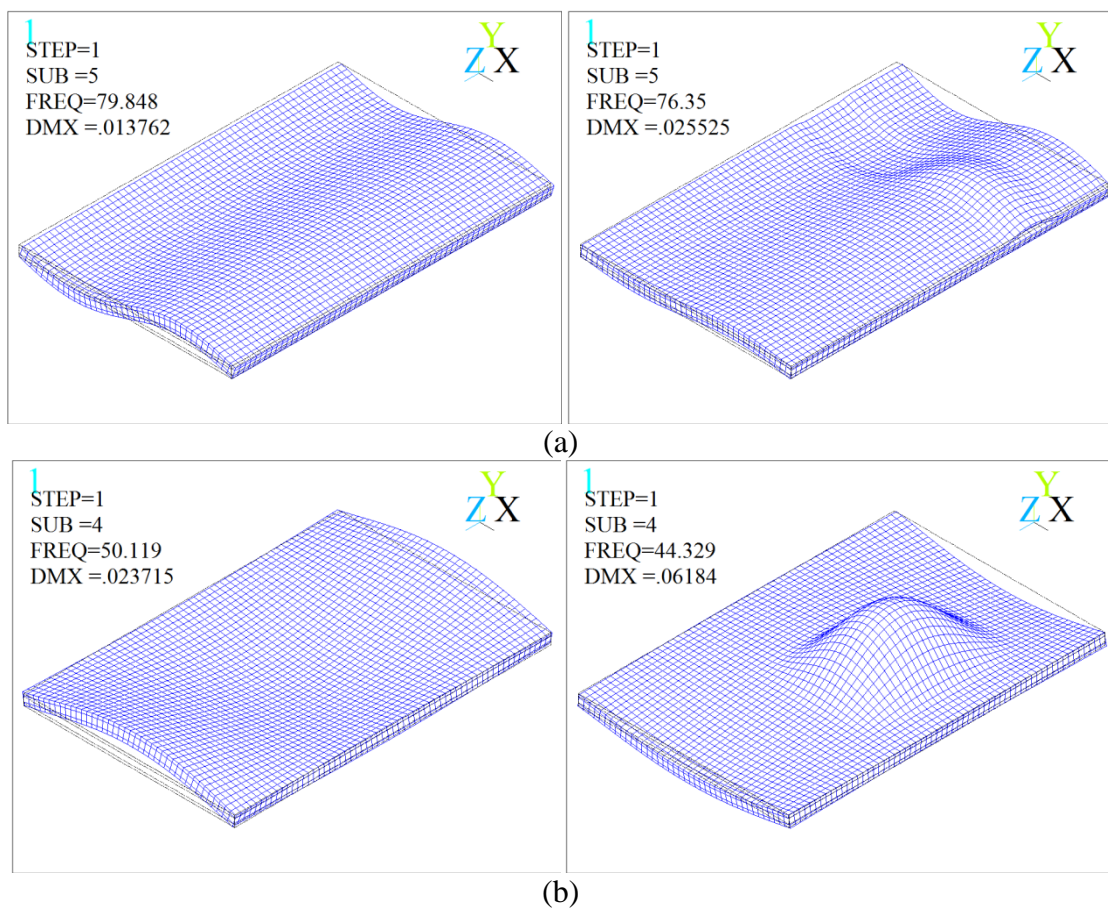 1
STEP=1
SUB =5
FREQ=79.848
DMX =.013762
Y
Z X
1
STEP=1
SUB =5
FREQ=76.35
DMX =.025525
Y
Z X
(a)
1
STEP=1
SUB =4
FREQ=50.119
DMX =.023715
Y
Z X
1
STEP=1
SUB =4
FREQ=44.329
DMX =.06184
Y
Z X
(b)